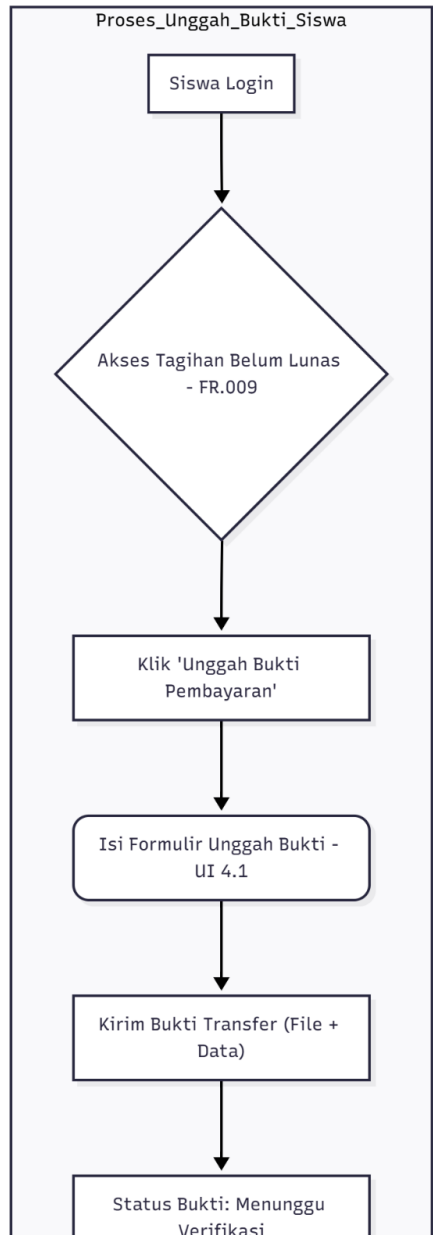 Proses_Unggah_Bukti_Siswa
Siswa Login
Akses Tagihan Belum Lunas
- FR.009
Klik 'Unggah Bukti
Pembayaran'
Isi Formulir Unggah Bukti -
UI 4.1
Kirim Bukti Transfer (File +
Data)
Status Bukti: Menunggu
Verifikasi